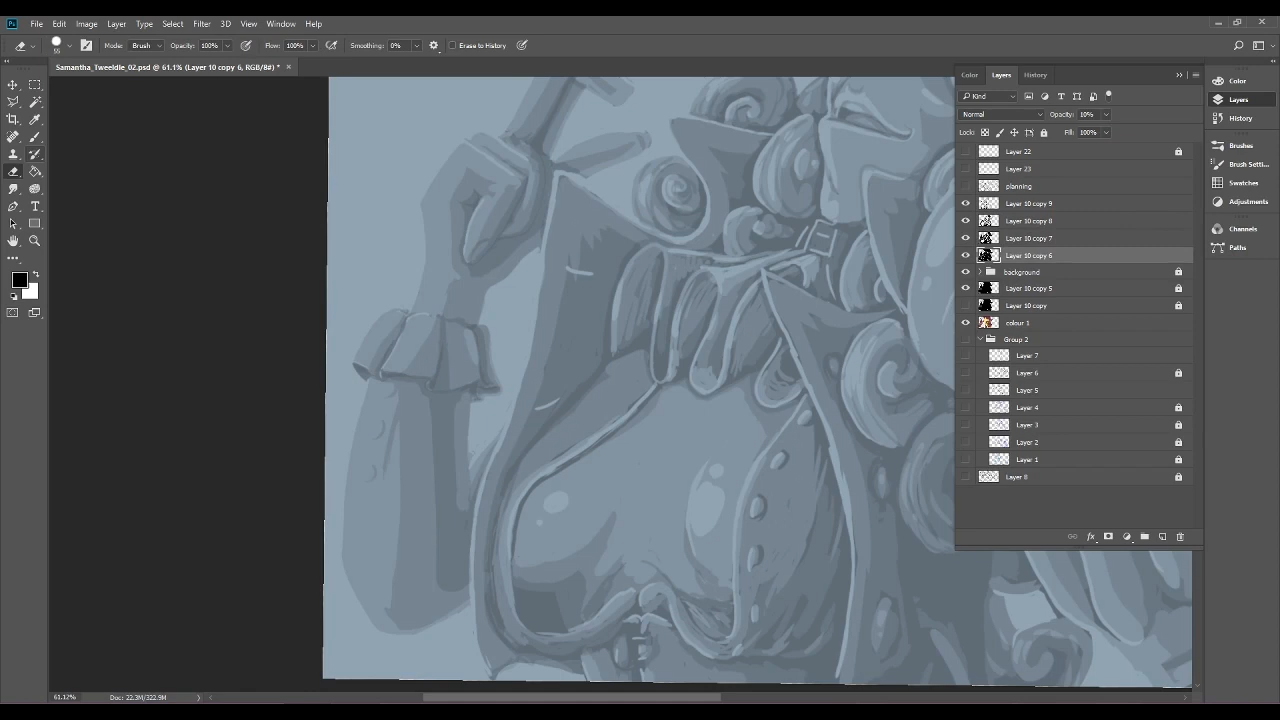 Ps File Edit Image Layer Type Select Filter 3D View Window Help
55 Mode: Brush Opacity: 100% Flow: 100% Smoothing: 0% Erase to History
Samantha_Tweeldle_02.psd @ 61.1% (Layer 10 copy 6, RGB/8#) * ×
Color Layers History
Kind
Normal Opacity: 10%
Lock: Fill: 100%
Layer 22
Layer 23
planning
Layer 10 copy 9
Layer 10 copy 8
Layer 10 copy 7
Layer 10 copy 6
background
Layer 10 copy 5
Layer 10 copy
colour 1
Group 2
Layer 7
Layer 6
Layer 5
Layer 4
Layer 3
Layer 2
Layer 1
Layer 8
fx
Color
Layers
History
Brushes
Brush Setti...
Swatches
Adjustments
Channels
Paths
61.12% Doc: 22.3M/322.9M